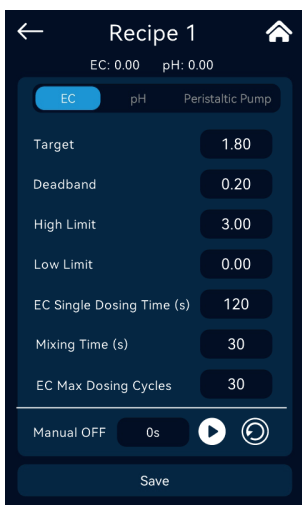 Recipe 1
EC: 0.00 pH: 0.00
EC pH Peristaltic Pump
Target 1.80
Deadband 0.20
High Limit 3.00
Low Limit 0.00
EC Single Dosing Time (s) 120
Mixing Time (s) 30
EC Max Dosing Cycles 30
Manual OFF 0s
Save